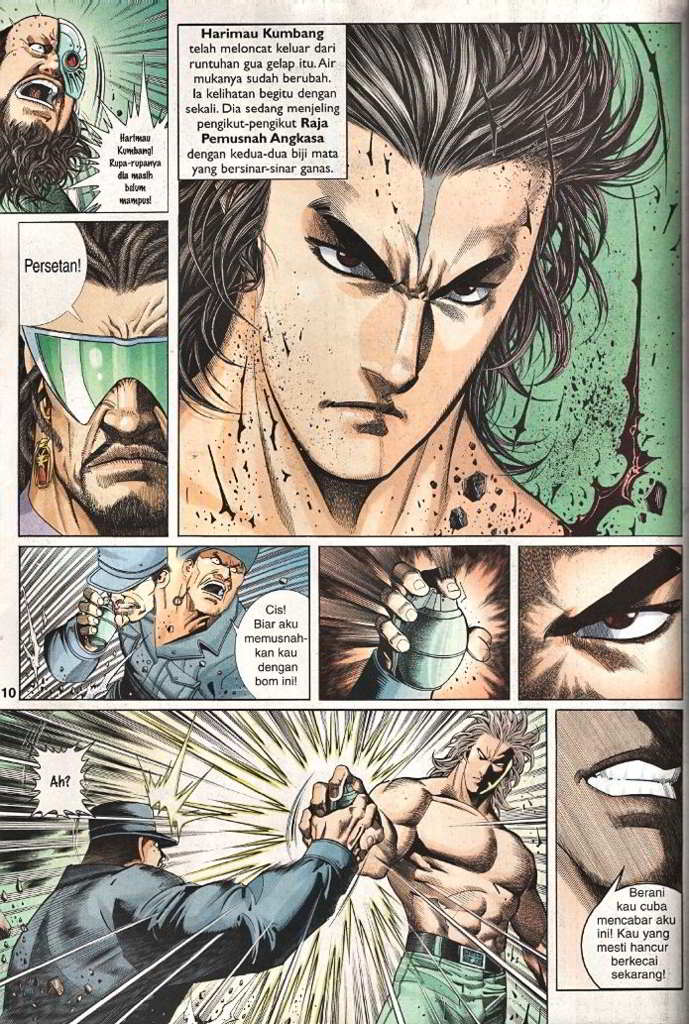 Harimau
Kumbang!
Rupa-rupanya
dia masih
belum
mampus!
Harimau Kumbang
telah meloncat keluar dari
runtuhan gua gelap itu. Air
mukanya sudah berubah.
Ia kelihatan begitu dengan
sekali. Dia sedang menjeling
pengikut-pengikut Raja
Pemusnah Angkasa
dengan kedua-dua biji mata
yang bersinar-sinar ganas.
Persetan!
Cis!
Biar aku
memusnah-
kan kau
dengan
bom ini!
10
Ah?
Berani
kau cuba
mencabar aku
ini! Kau yang
mesti hancur
berkecai
sekarang!